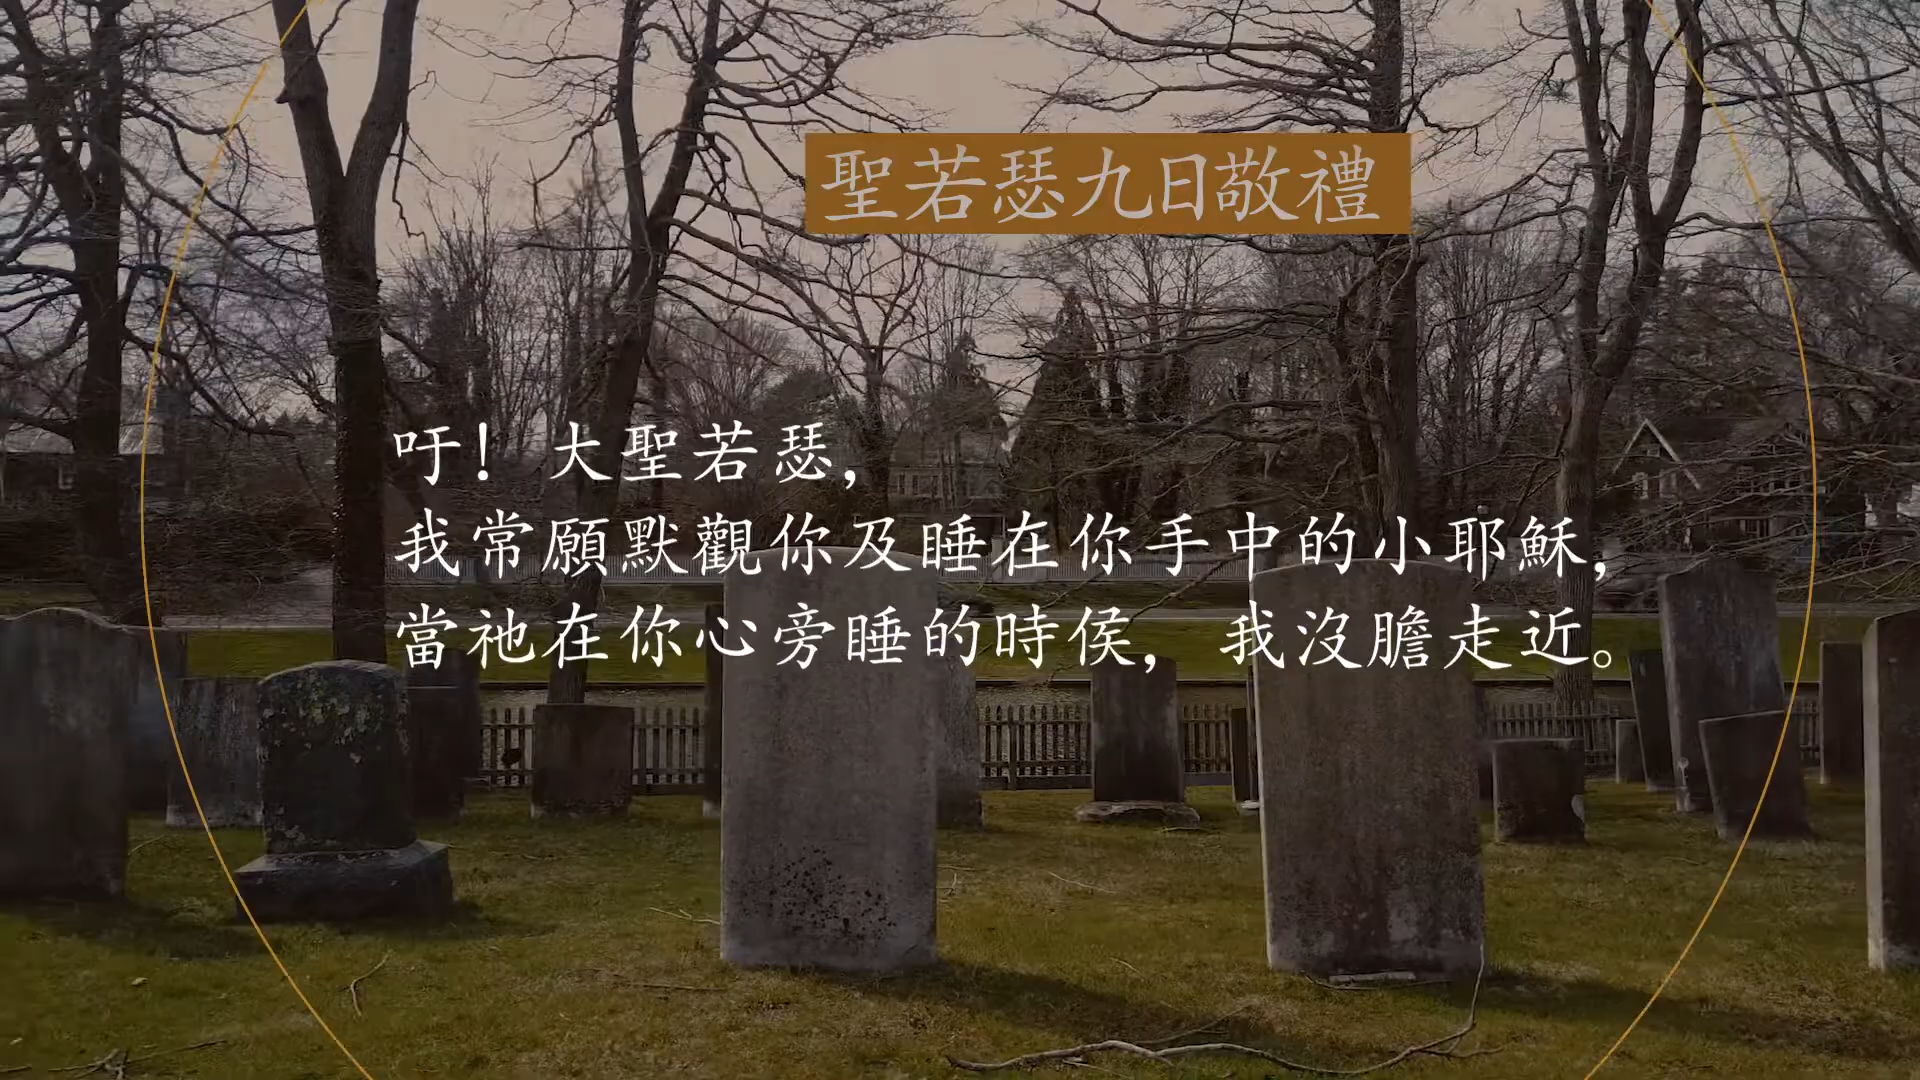 聖若瑟九日敬禮
吁！大聖若瑟，
我常願默觀你及睡在你手中的小耶穌，
當祂在你心旁睡的時侯，我沒膽走近。